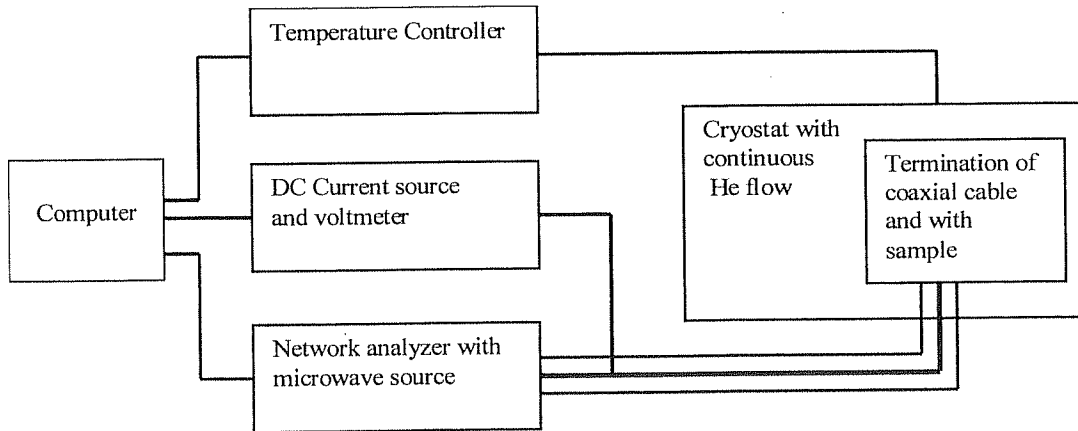 Temperature Controller
Cryostat with
continuous
He flow
Termination of
coaxial cable
and with
sample
Computer
DC Current source
and voltmeter
Network analyzer with
microwave source